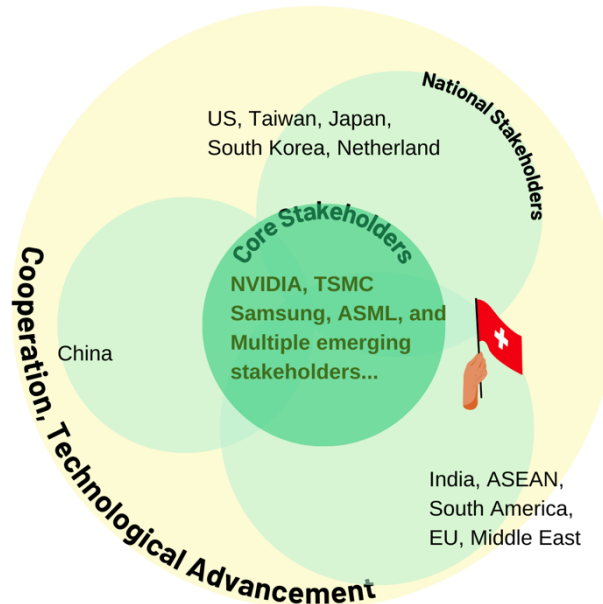 National Stakeholders
US, Taiwan, Japan,
South Korea, Netherland
Core Stakeholders
NVIDIA, TSMC
Samsung, ASML, and
Multiple emerging
stakeholders...
China
India, ASEAN,
South America,
EU, Middle East
Cooperation, Technological Advancement